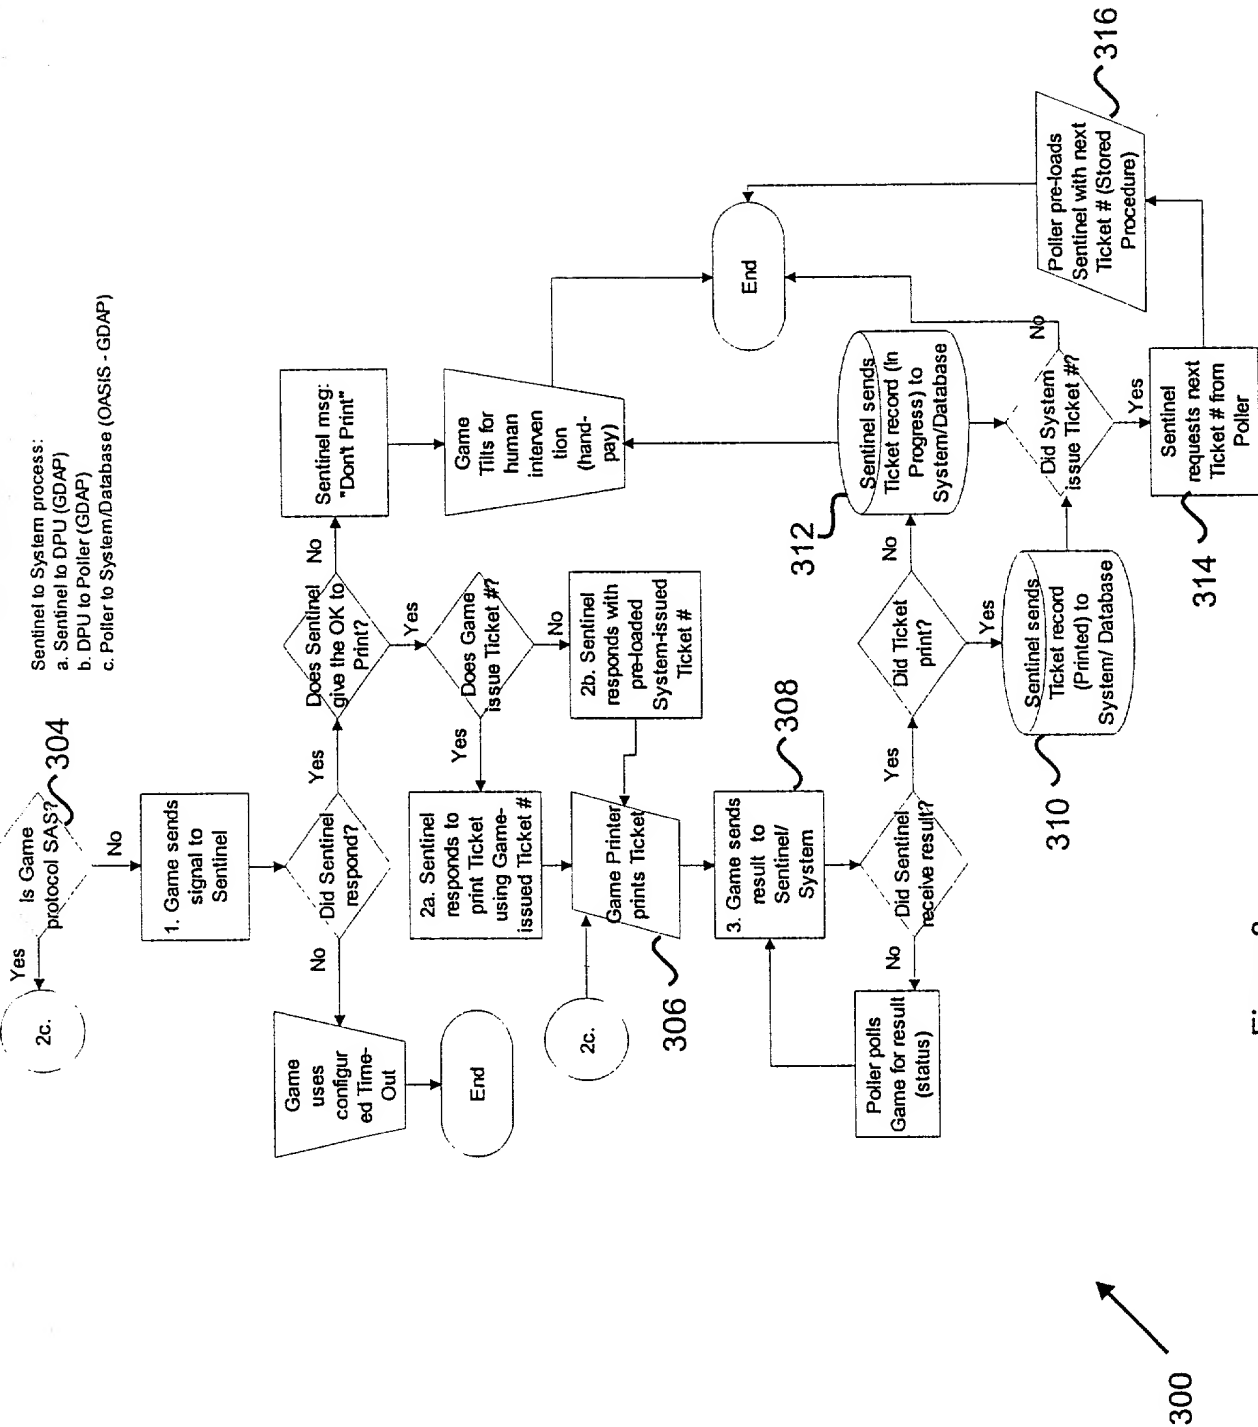 Sentinel to System process:
a. Sentinel to DPU (GDAP)
b. DPU to Poller (GDAP)
c. Poller to System/Database (OASIS - GDAP)
Is Game
protocol SAS?
304
Yes
No
2c.
1. Game sends
signal to
Sentinel
Did Sentinel
respond?
Yes
No
Game
uses
configur
ed Time-
Out
End
Does Sentinel
give the OK to
Print?
No
Yes
Sentinel msg:
"Don't Print"
Game
Tilts for
human
interven
tion
(hand-
pay)
Does Game
issue Ticket #?
Yes
No
2a. Sentinel
responds to
print Ticket
using Game-
issued Ticket #
2b. Sentinel
responds with
pre-loaded
System-issued
Ticket #
2c.
Game Printer
prints Ticket
306
3. Game sends
result to
Sentinel/
System
308
Did Sentinel
receive result?
No
Yes
Poller polls
Game for result
(status)
Did Ticket
print?
No
Yes
Sentinel sends
Ticket record (In
Progress) to
System/Database
312
Sentinel sends
Ticket record
(Printed) to
System/ Database
310
Did System
issue Ticket #?
No
Yes
End
Sentinel
requests next
Ticket # from
Poller
314
Poller pre-loads
Sentinel with next
Ticket # (Stored
Procedure)
316
300